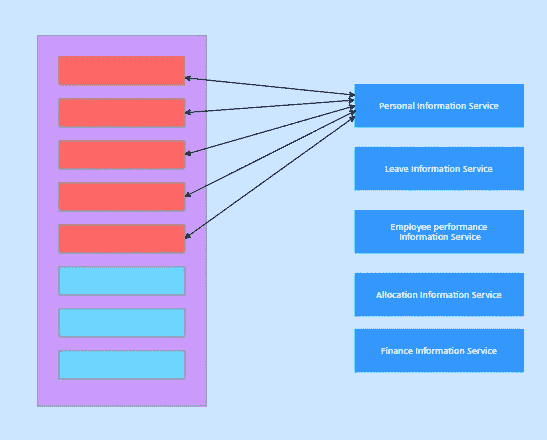 Personal Information Service
Leave Information Service
Employee performance
Information Service
Allocation Information Service
Finance Information Service